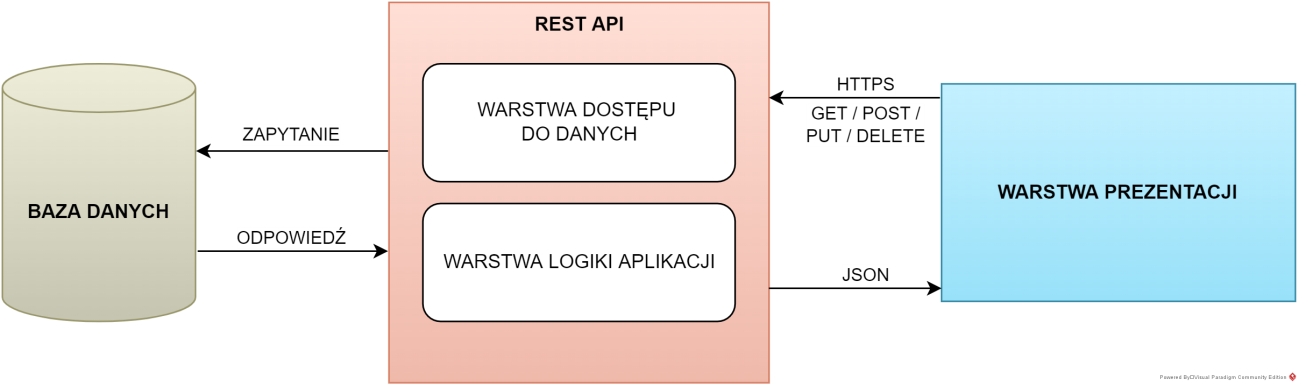 REST API
WARSTWA DOSTĘPU
DO DANYCH
WARSTWA LOGIKI APLIKACJI
BAZA DANYCH
ZAPYTANIE
ODPOWIEDŹ
HTTPS
GET / POST /
PUT / DELETE
JSON
WARSTWA PREZENTACJI
Powered By Visual Paradigm Community Edition